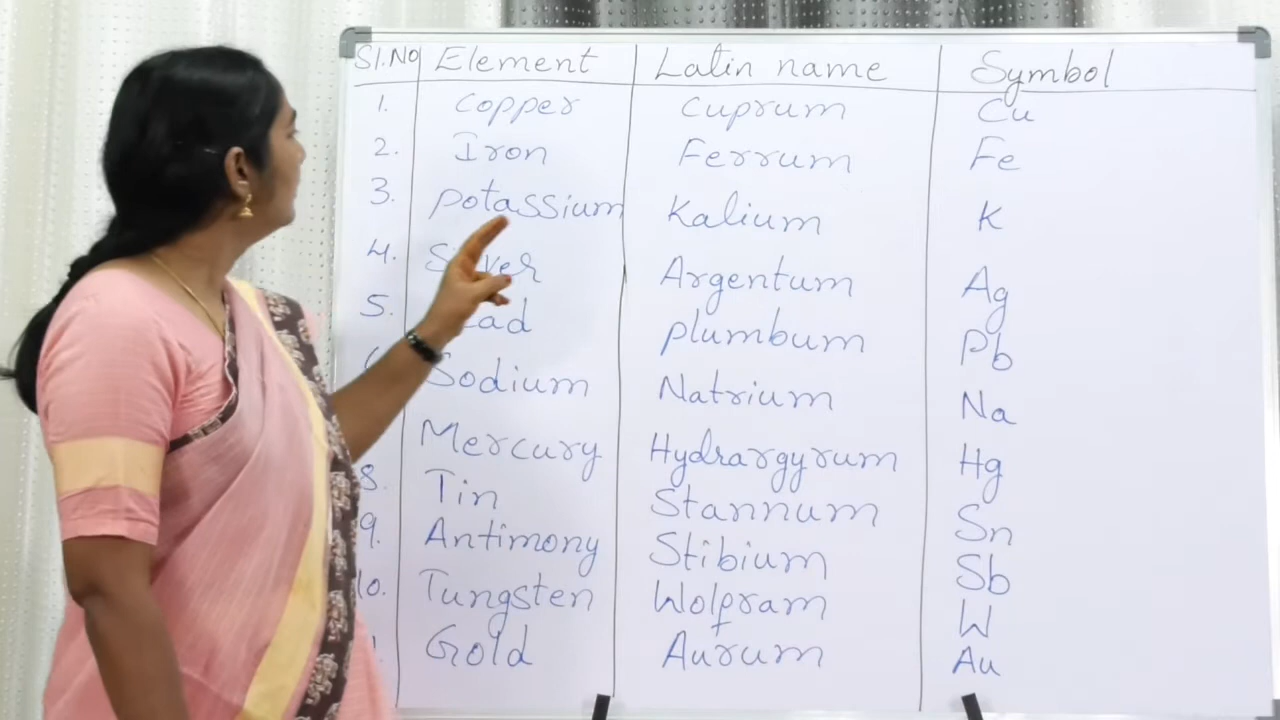 Sl.No Element Latin name Symbol
1. Copper Cuprum Cu
2. Iron Ferrum Fe
3. Potassium Kalium K
4. Argentum Ag
5. Plumbum Pb
Sodium Natrium Na
Mercury Hydrargyrum Hg
8. Tin Stannum Sn
9. Antimony Stibium Sb
10. Tungsten Wolfram W
Gold Aurum Au